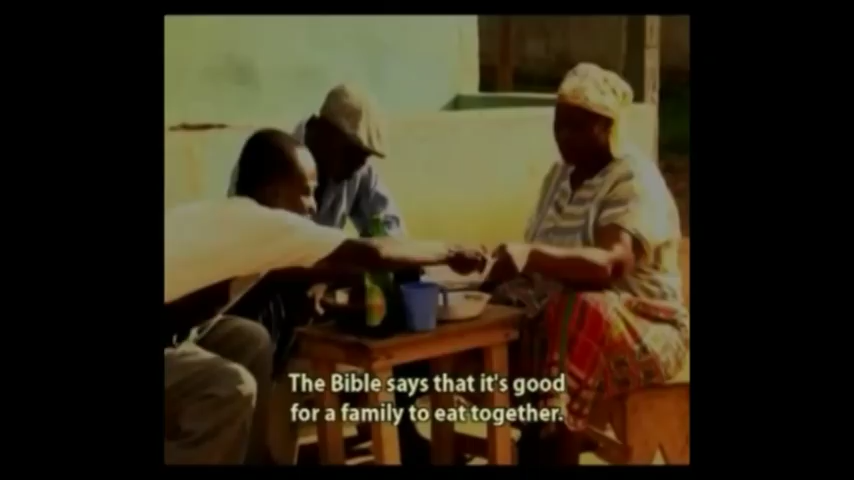 The Bible says that it's good
for a family to eat together.